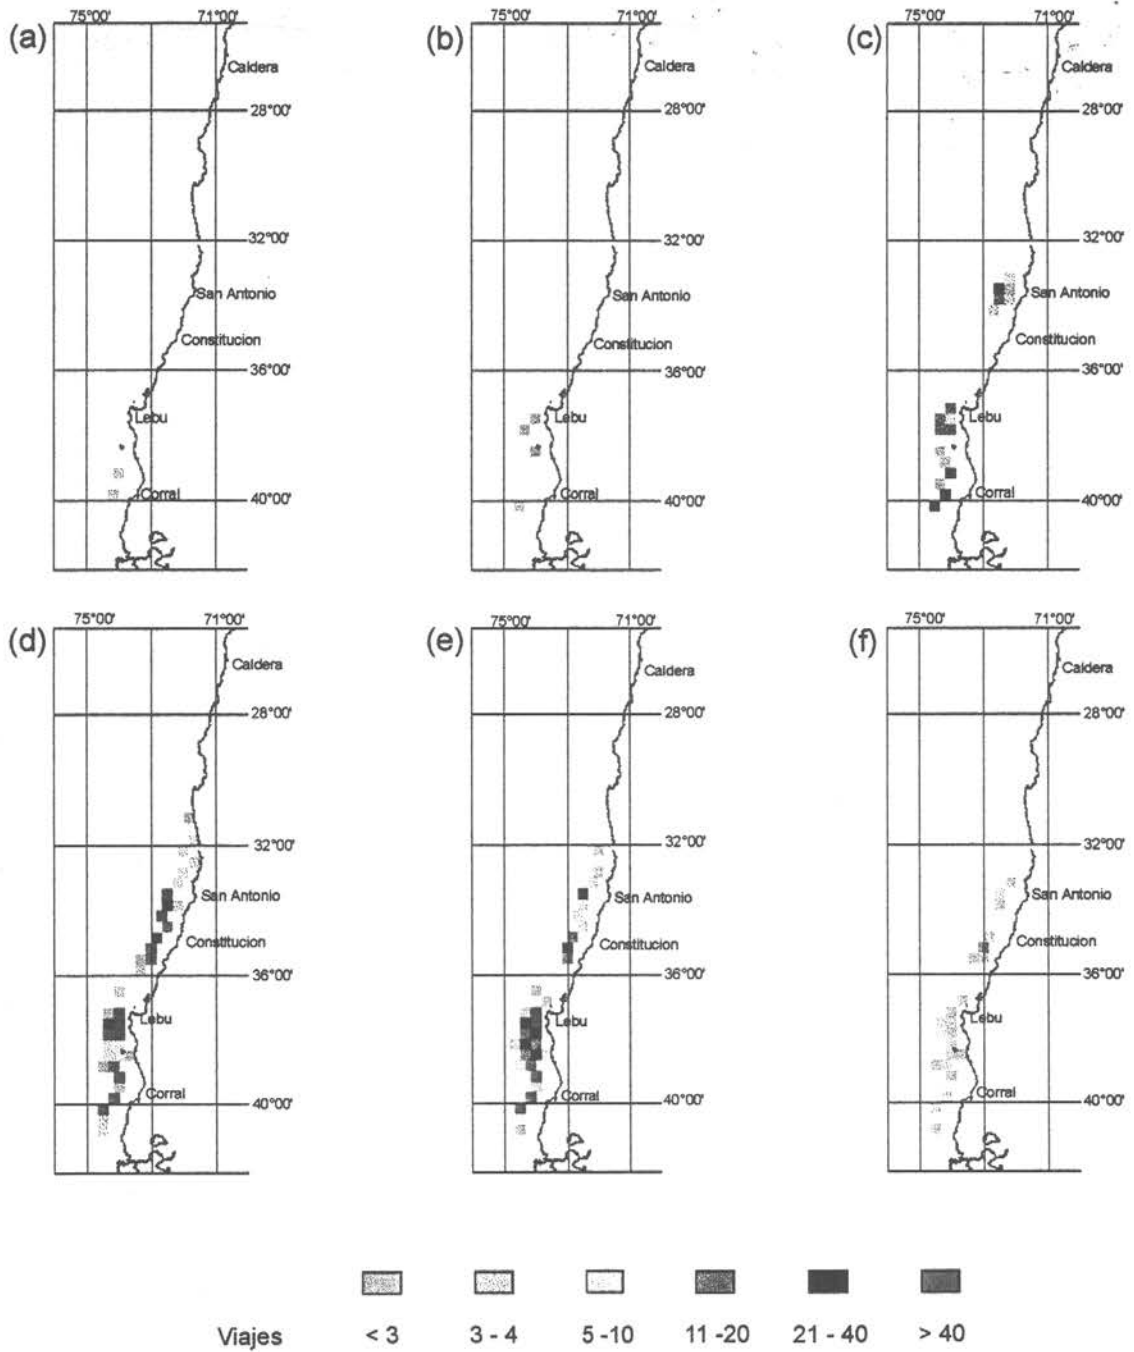 (a) 75°00' 71°00'
Caldera
28°00'
32°00'
San Antonio
Constitucion
36°00'
Lebu
Corral
40°00'
(b) 75°00' 71°00'
Caldera
28°00'
32°00'
San Antonio
Constitucion
36°00'
Lebu
Corral
40°00'
(c) 75°00' 71°00'
Caldera
28°00'
32°00'
San Antonio
Constitucion
36°00'
Lebu
Corral
40°00'
(d) 75°00' 71°00'
Caldera
28°00'
32°00'
San Antonio
Constitucion
36°00'
Lebu
Corral
40°00'
(e) 75°00' 71°00'
Caldera
28°00'
32°00'
San Antonio
Constitucion
36°00'
Lebu
Corral
40°00'
(f) 75°00' 71°00'
Caldera
28°00'
32°00'
San Antonio
Constitucion
36°00'
Lebu
Corral
40°00'
Viajes < 3 3 - 4 5 -10 11 -20 21 - 40 > 40